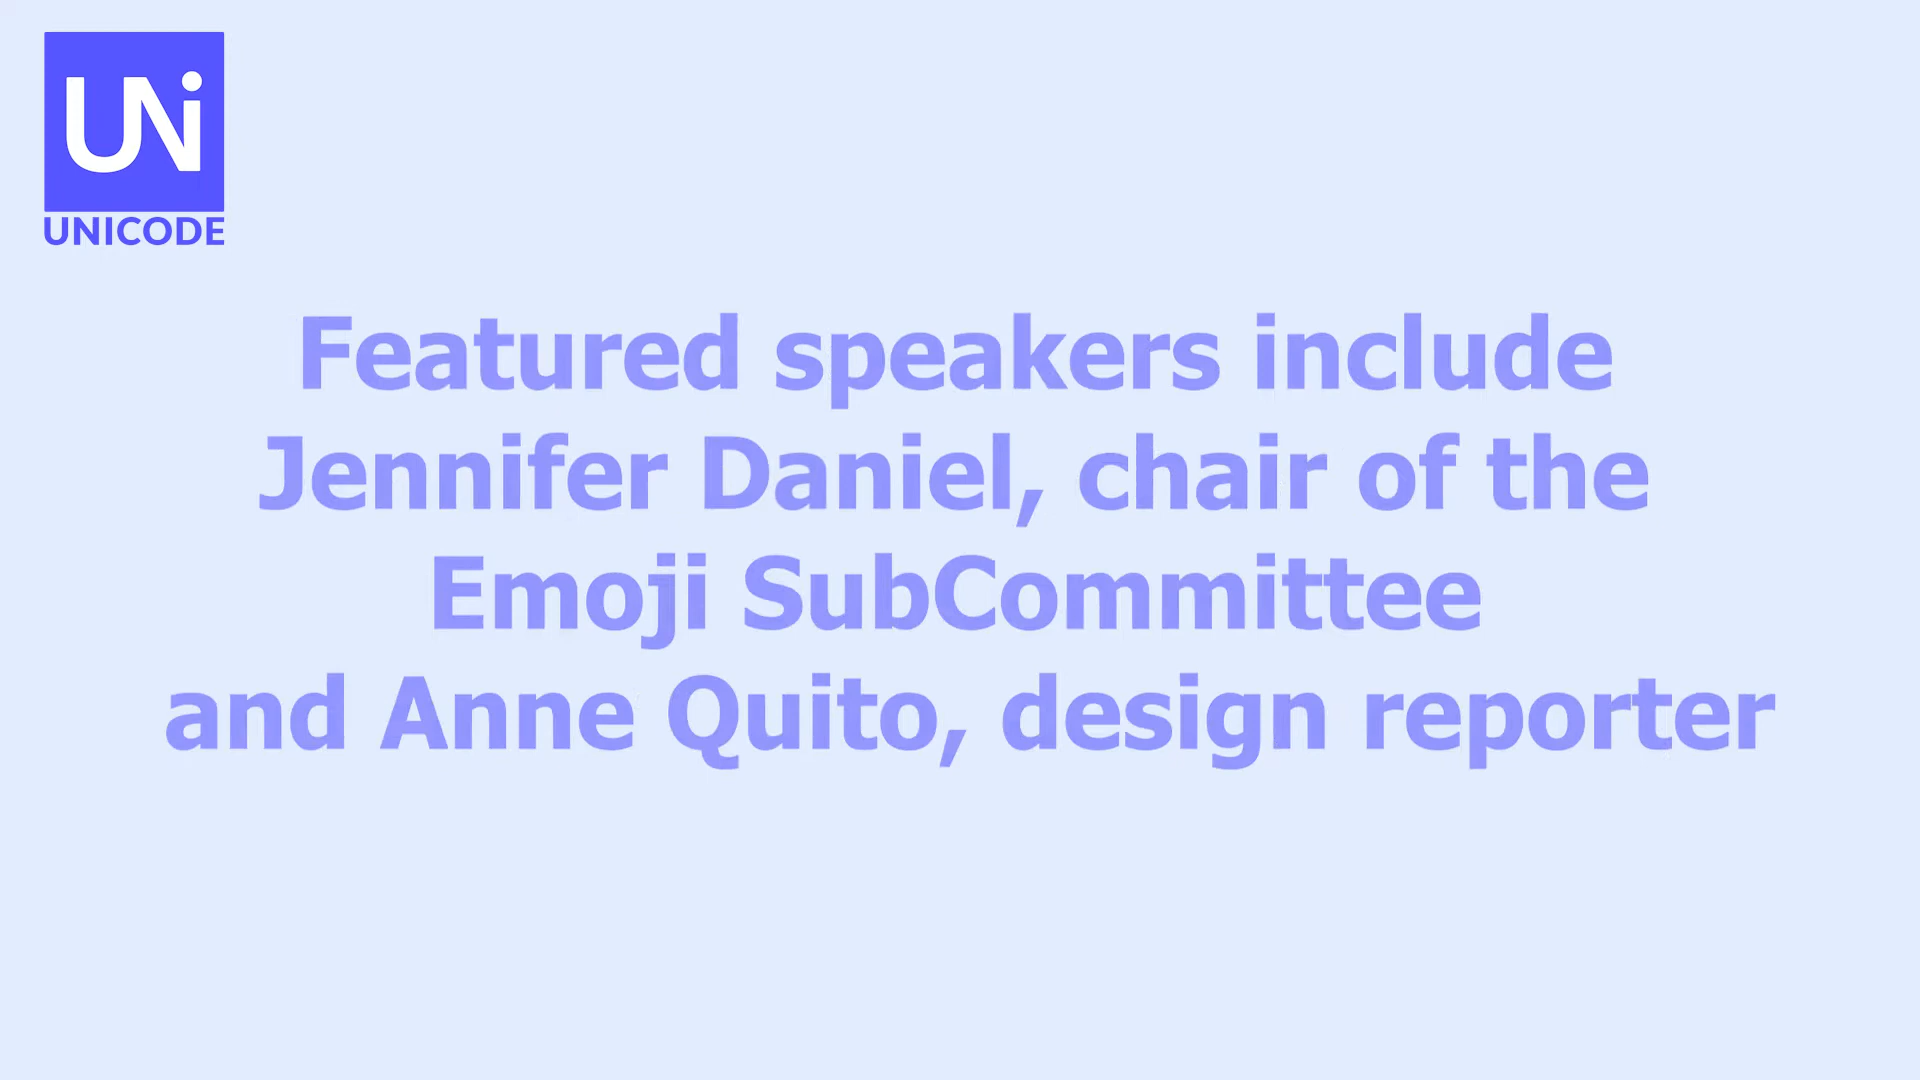 UNi
UNICODE
Featured speakers include
Jennifer Daniel, chair of the
Emoji SubCommittee
and Anne Quito, design reporter